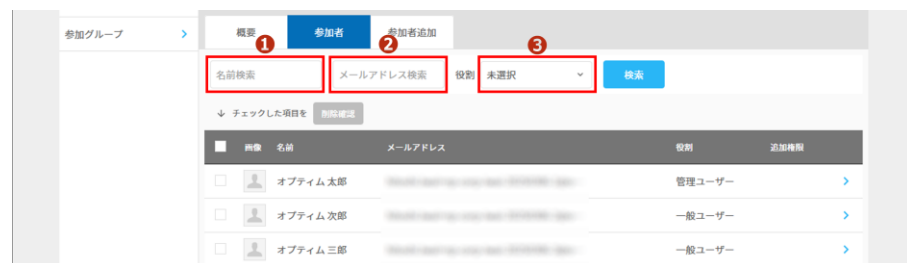 参加グループ
概要 参加者 参加者追加
1 2 3
名前検索 メールアドレス検索 役割 未選択 検索
チェックした項目を 削除確認
画像 名前 メールアドレス 役割 追加権限
オプティム 太郎 管理ユーザー
オプティム 次郎 一般ユーザー
オプティム 三郎 一般ユーザー